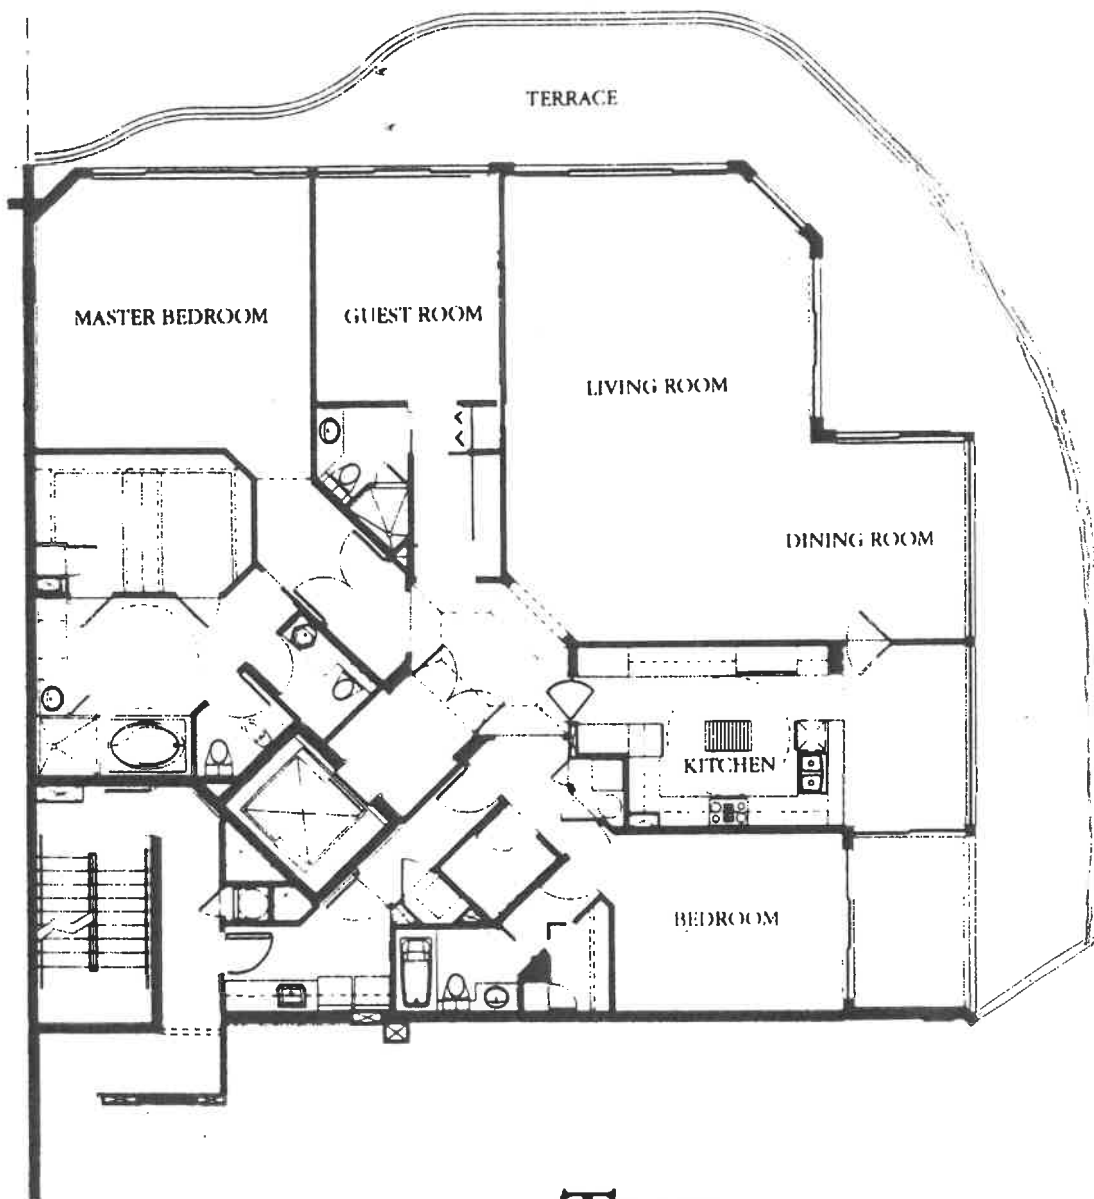 TERRACE
MASTER BEDROOM
GUEST ROOM
LIVING ROOM
DINING ROOM
KITCHEN
BEDROOM